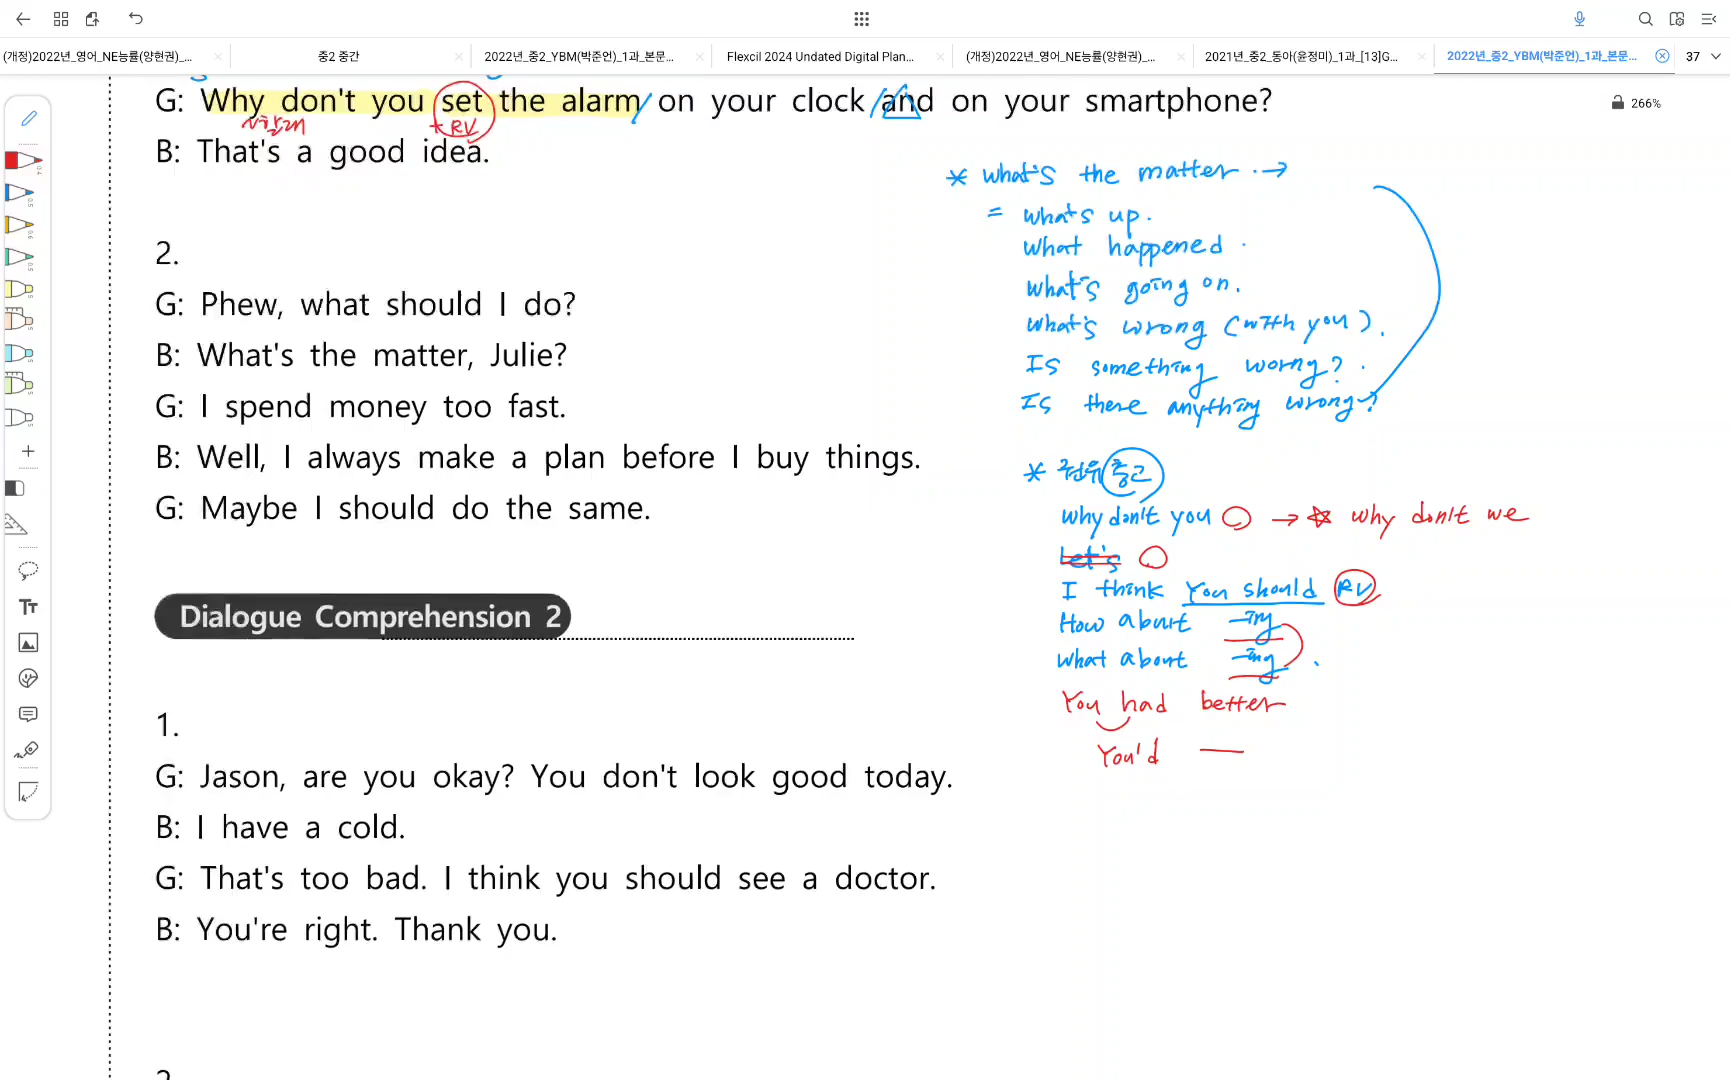 (개정)2022년_영어_NE능률(양현권)_...
중2 중간
2022년_중2_YBM(박준언)_1과_본문...
Flexcil 2024 Undated Digital Plan...
(개정)2022년_영어_NE능률(양현권)_...
2021년_중2_동아(윤정미)_1과_[13]G...
2022년_중2_YBM(박준언)_1과_본문...
37
266%
G: Why don't you set the alarm on your clock and on your smartphone?
~할래
+ RV
B: That's a good idea.
* what's the matter. →
= what's up.
what happened.
what's going on.
what's wrong (with you).
Is something worng?.
Is there anything wrong?
2.
G: Phew, what should I do?
B: What's the matter, Julie?
G: I spend money too fast.
B: Well, I always make a plan before I buy things.
G: Maybe I should do the same.
* 권유 충고
why don't you → ☆ why don't we
Let's
I think You should RV
How about -ing
what about -ing.
You had better
You'd —
Dialogue Comprehension 2
1.
G: Jason, are you okay? You don't look good today.
B: I have a cold.
G: That's too bad. I think you should see a doctor.
B: You're right. Thank you.